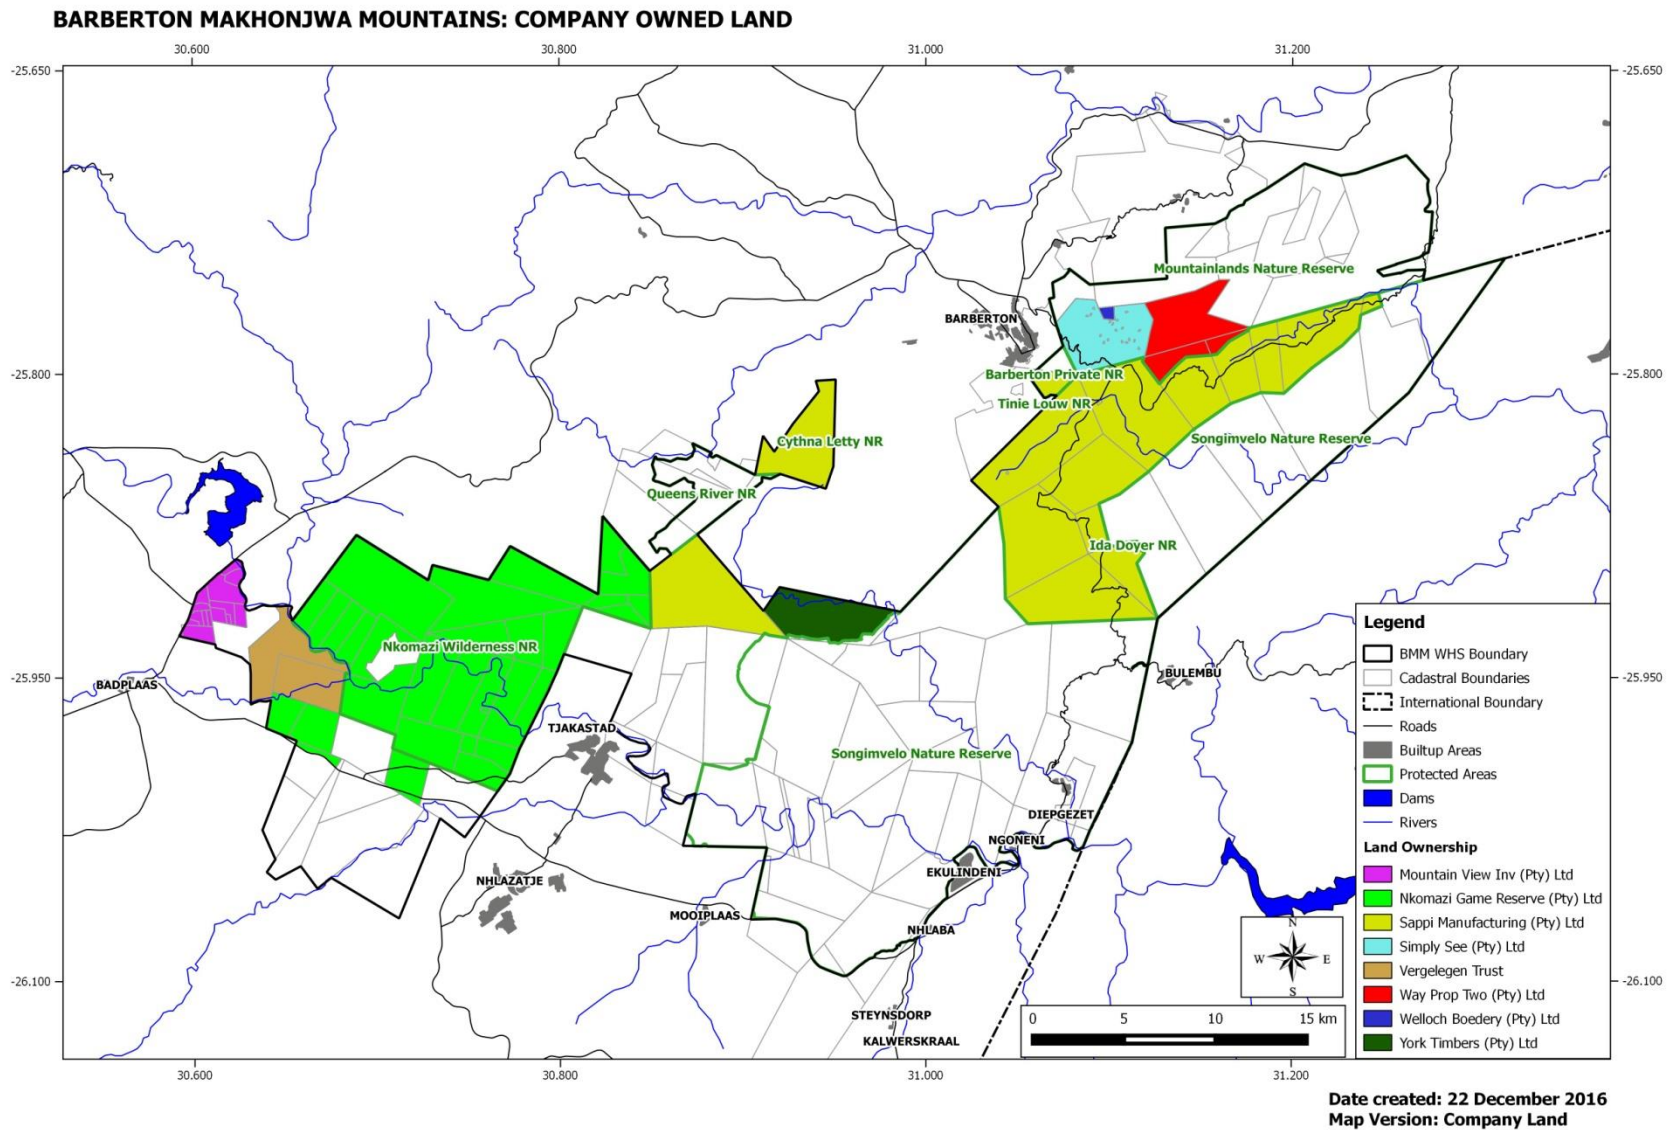 BARBERTON MAKHONJWA MOUNTAINS: COMPANY OWNED LAND
30.600 30.800 31.000 31.200
-25.650 -25.650
Mountainlands Nature Reserve
BARBERTON
-25.800 -25.800
Barberton Private NR
Tinie Louw NR
Cythna Letty NR
Songimvelo Nature Reserve
Queens River NR
Ida Doyer NR
Nkomazi Wilderness NR
BADPLAAS
-25.950 -25.950
BULEMBU
TJAKASTAD
Songimvelo Nature Reserve
DIEPGEZET
NGONENI
EKULINDENI
NHLAZATJE
MOOIPLAAS
NHLABA
-26.100 -26.100
STEYNSDORP
KALWERSKRAAL
Legend
BMM WHS Boundary
Cadastral Boundaries
International Boundary
Roads
Builtup Areas
Protected Areas
Dams
Rivers
Land Ownership
Mountain View Inv (Pty) Ltd
Nkomazi Game Reserve (Pty) Ltd
Sappi Manufacturing (Pty) Ltd
Simply See (Pty) Ltd
Vergelegen Trust
Way Prop Two (Pty) Ltd
Welloch Boedery (Pty) Ltd
York Timbers (Pty) Ltd
N
W E
S
0 5 10 15 km
30.600 30.800 31.000 31.200
Date created: 22 December 2016
Map Version: Company Land